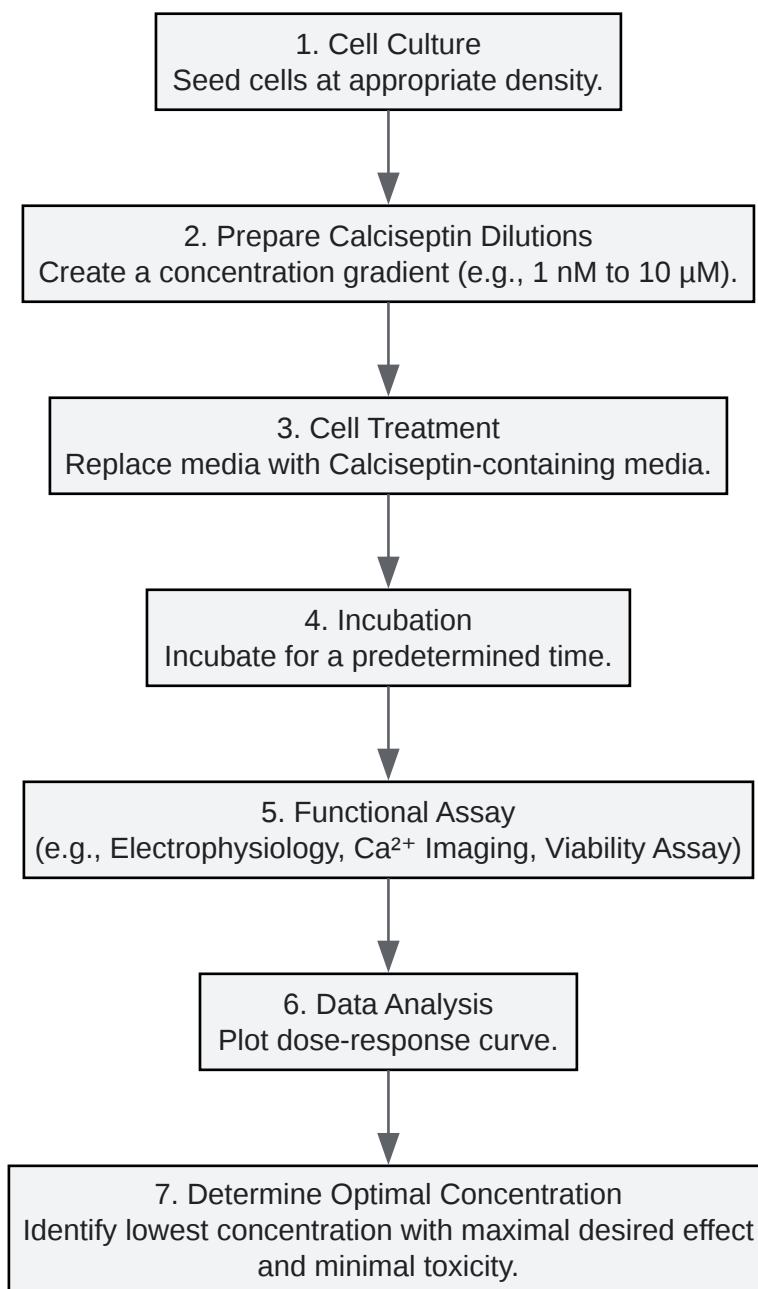 1. Cell Culture
Seed cells at appropriate density.
2. Prepare Calciseptin Dilutions
Create a concentration gradient (e.g., 1 nM to 10 µM).
3. Cell Treatment
Replace media with Calciseptin-containing media.
4. Incubation
Incubate for a predetermined time.
5. Functional Assay
(e.g., Electrophysiology, Ca²⁺ Imaging, Viability Assay)
6. Data Analysis
Plot dose-response curve.
7. Determine Optimal Concentration
Identify lowest concentration with maximal desired effect
and minimal toxicity.